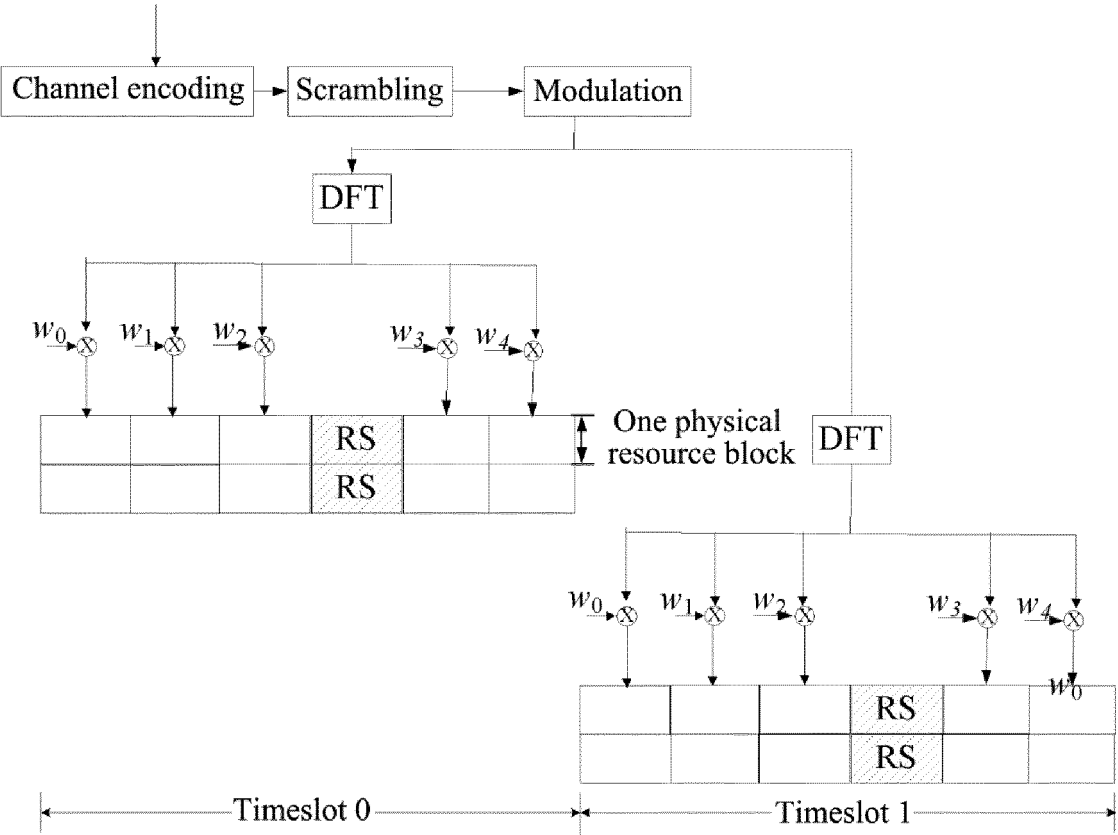 Channel encoding
Scrambling
Modulation
DFT
w0
w1
w2
w3
w4
X
X
X
X
X
RS
RS
One physical
resource block
DFT
w0
w1
w2
w3
w4
X
X
X
X
X
w0
RS
RS
Timeslot 0
Timeslot 1